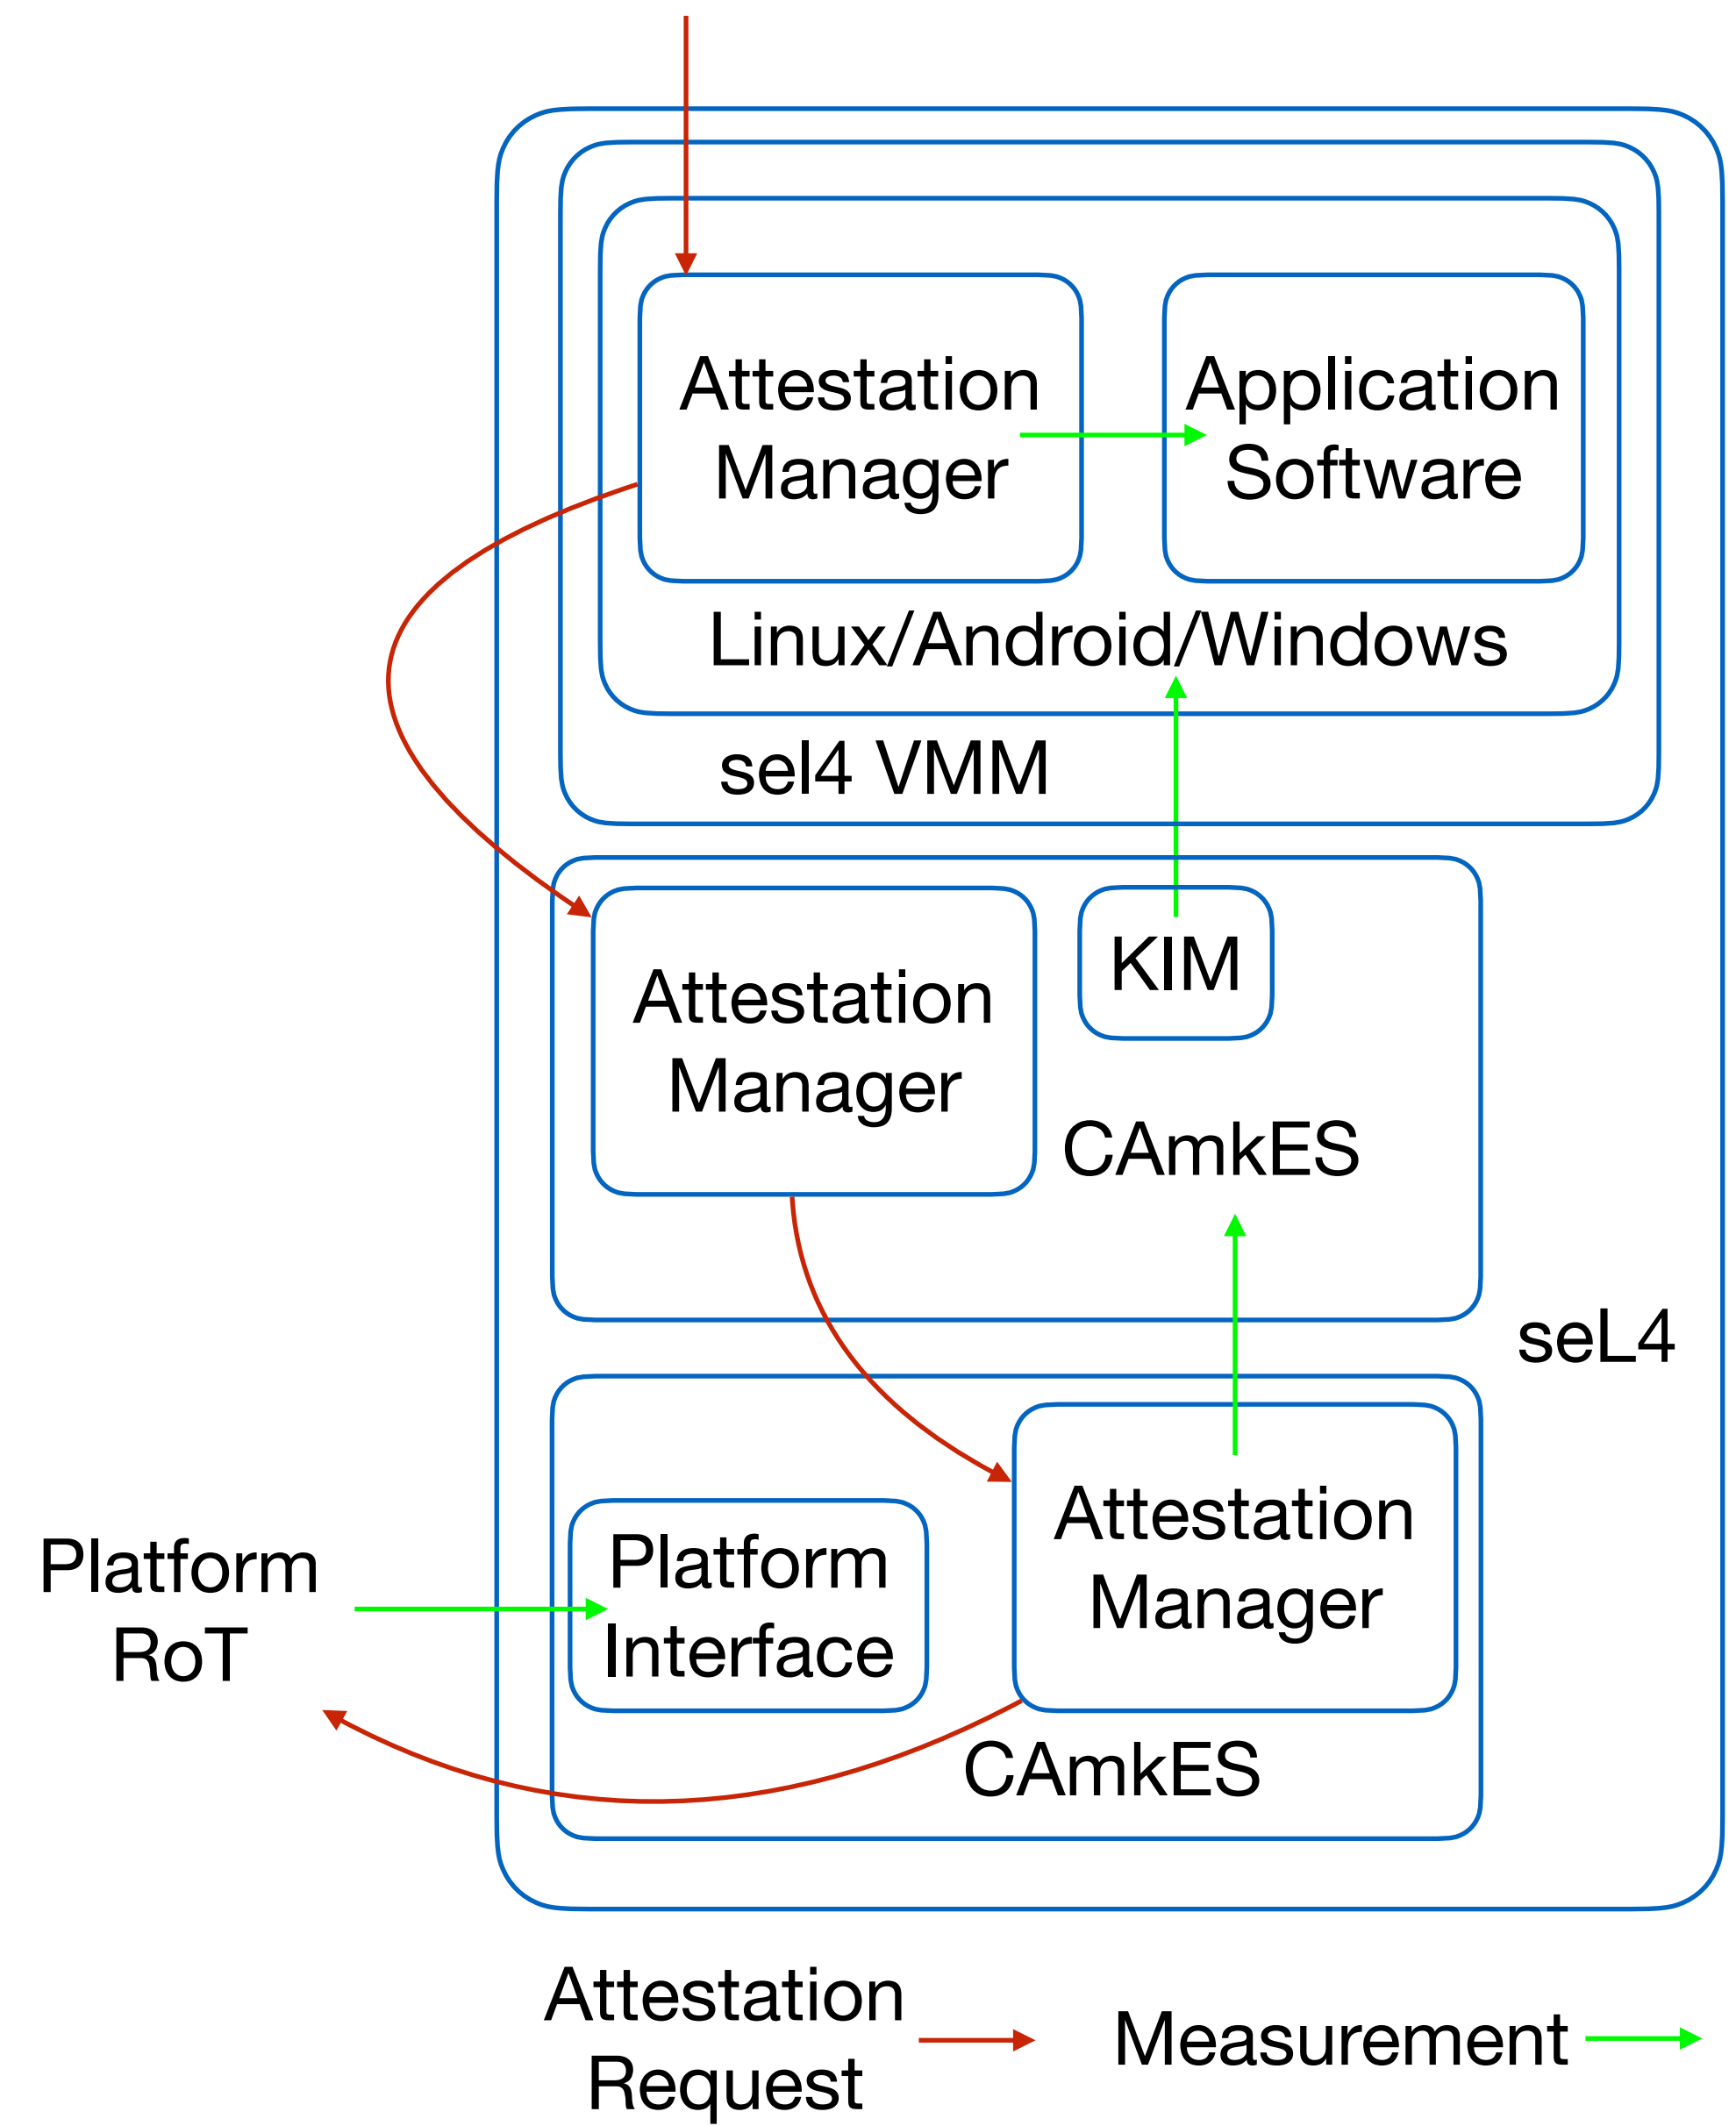 Attestation
Manager
Application
Software
Linux/Android/Windows
sel4 VMM
Attestation
Manager
KIM
CAmkES
seL4
Platform
RoT
Platform
Interface
Attestation
Manager
CAmkES
Attestation
Request
Measurement